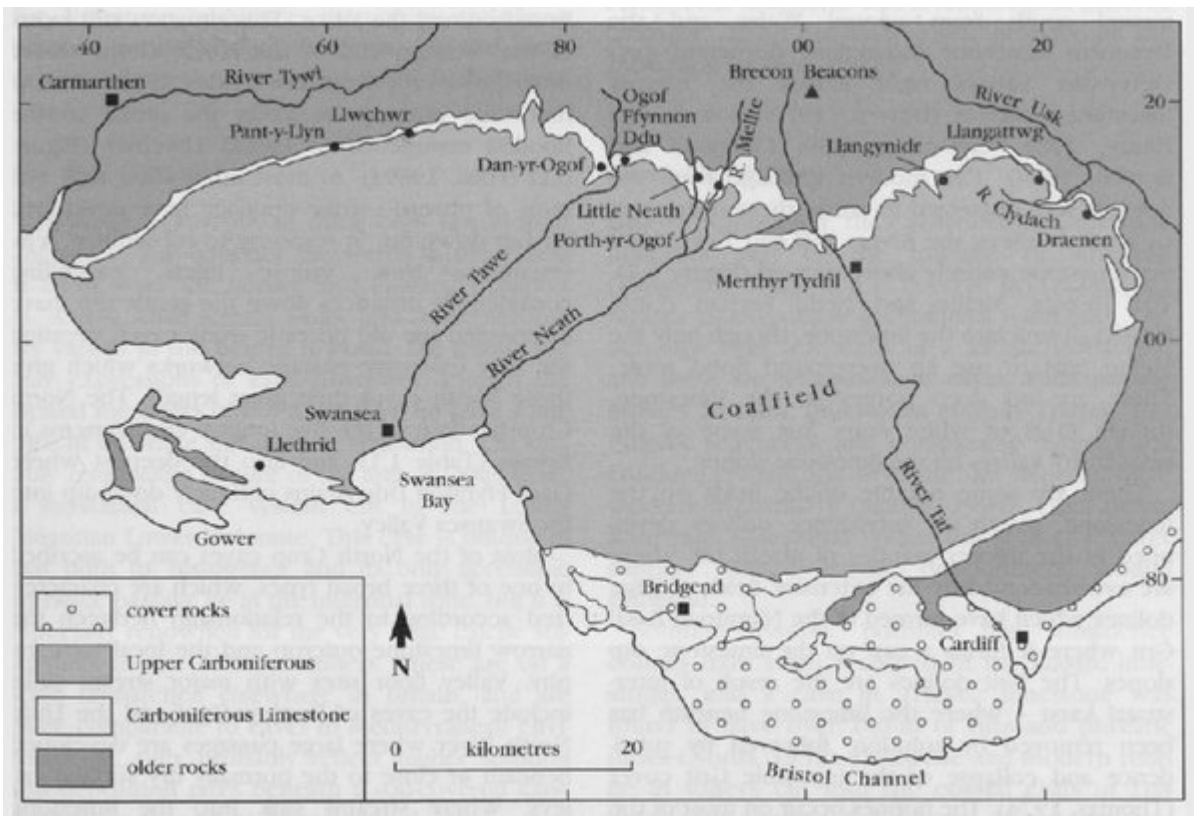 40
60
80
00
20
Carmarthen
River Tywi
Brecon
Beacons
River Usk
20
Ogof
Ffynnon
Ddu
R. Mellte
Llwchwr
Pant-y-Llyn
Llangattwg
Llangynidr
Dan-yr-Ogof
Little Neath
R. Clydach
Porth-yr-Ogof
Draenen
Merthyr Tydfil
River Tawe
River Neath
00
Coalfield
Swansea
Llethrid
Swansea
Bay
River Taf
Gower
Bridgend
80
cover rocks
Cardiff
N
Upper Carboniferous
Carboniferous Limestone
0
kilometres
20
older rocks
Bristol Channel